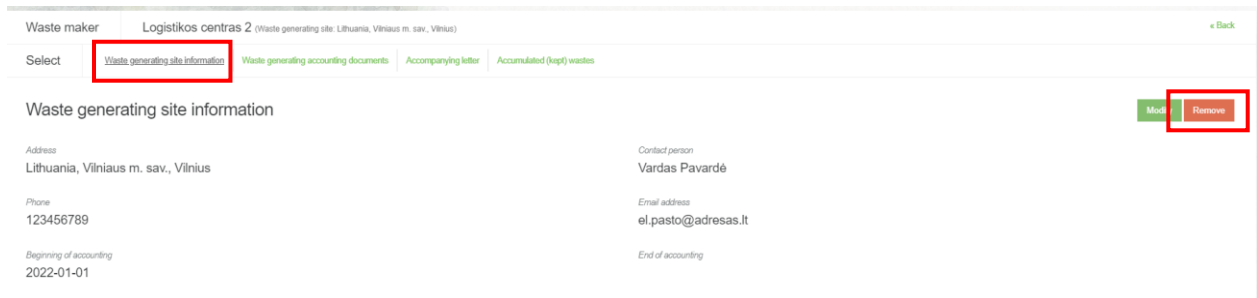 Waste maker Logistikos centras 2 (Waste generating site: Lithuania, Vilniaus m. sav., Vilnius) « Back
Select Waste generating site information Waste generating accounting documents Accompanying letter Accumulated (kept) wastes
Waste generating site information Modify Remove
Address Contact person
Lithuania, Vilniaus m. sav., Vilnius Vardas Pavardė
Phone Email address
123456789 el.pasto@adresas.lt
Beginning of accounting End of accounting
2022-01-01